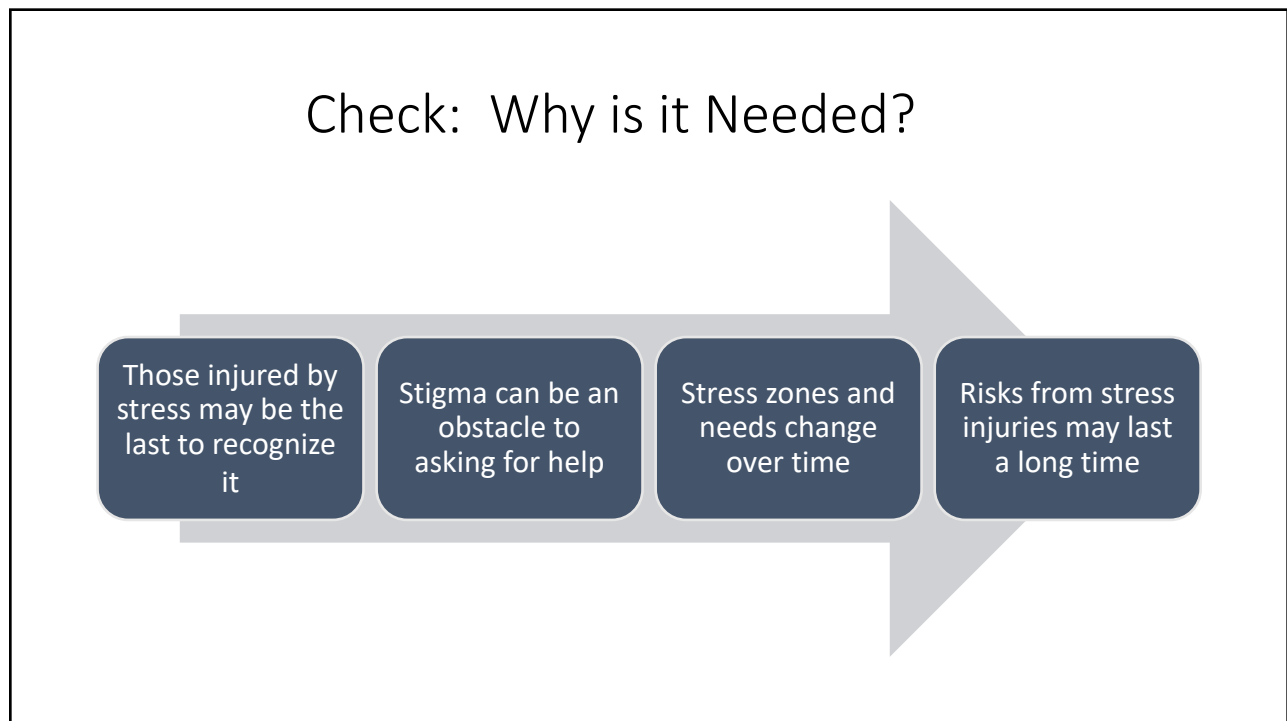 Check:  Why is it Needed?
Those injured by
stress may be the
last to recognize
it
Stigma can be an
obstacle to
asking for help
Stress zones and
needs change
over time
Risks from stress
injuries may last
a long time